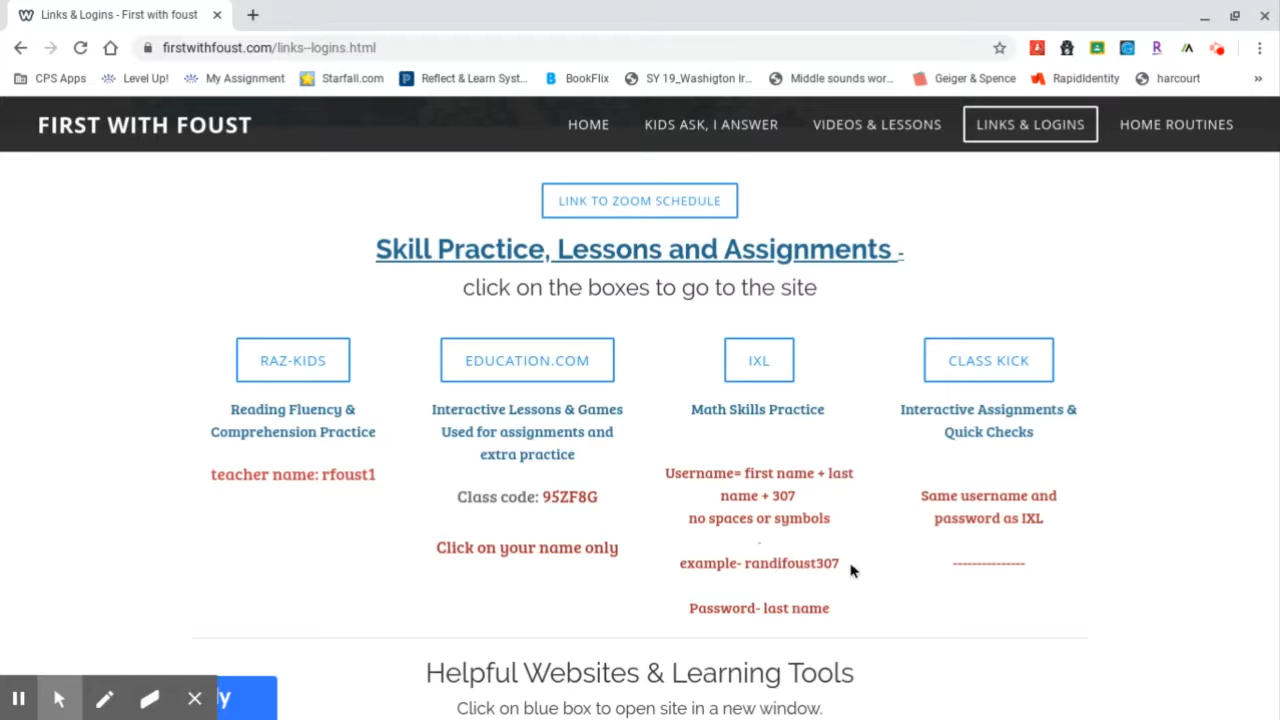 Links & Logins - First with foust
firstwithfoust.com/links--logins.html
CPS Apps Level Up! My Assignment Starfall.com Reflect & Learn Syst... BookFlix SY 19_Washigton Ir... Middle sounds wor... Geiger & Spence RapidIdentity harcourt »
FIRST WITH FOUST HOME KIDS ASK, I ANSWER VIDEOS & LESSONS LINKS & LOGINS HOME ROUTINES
LINK TO ZOOM SCHEDULE
Skill Practice, Lessons and Assignments -
click on the boxes to go to the site
RAZ-KIDS
Reading Fluency &
Comprehension Practice
teacher name: rfoust1
EDUCATION.COM
Interactive Lessons & Games
Used for assignments and
extra practice
Class code: 95ZF8G
Click on your name only
IXL
Math Skills Practice
Username= first name + last
name + 307
no spaces or symbols
-
example- randifoust307
Password- last name
CLASS KICK
Interactive Assignments &
Quick Checks
Same username and
password as IXL
----------------
Helpful Websites & Learning Tools
Click on blue box to open site in a new window.